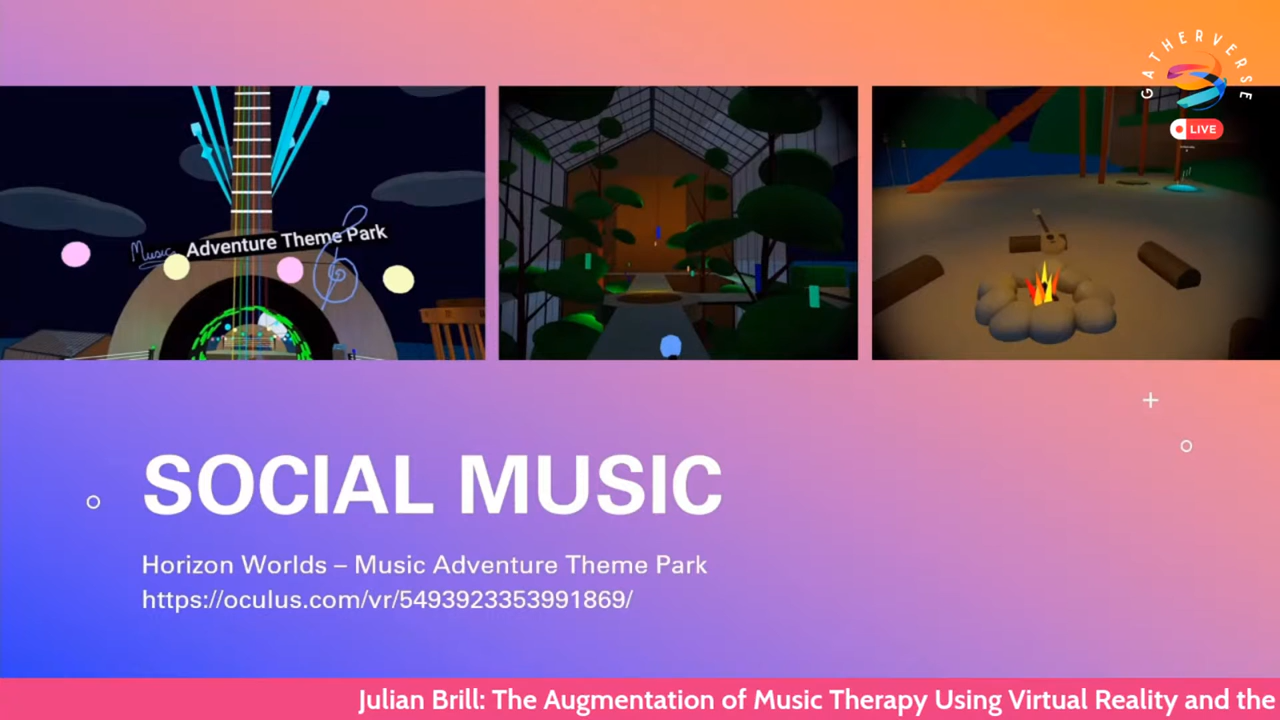 GATHERVERSE
LIVE
Music Adventure Theme Park
SOCIAL MUSIC
Horizon Worlds – Music Adventure Theme Park
https://oculus.com/vr/5493923353991869/
Julian Brill: The Augmentation of Music Therapy Using Virtual Reality and the